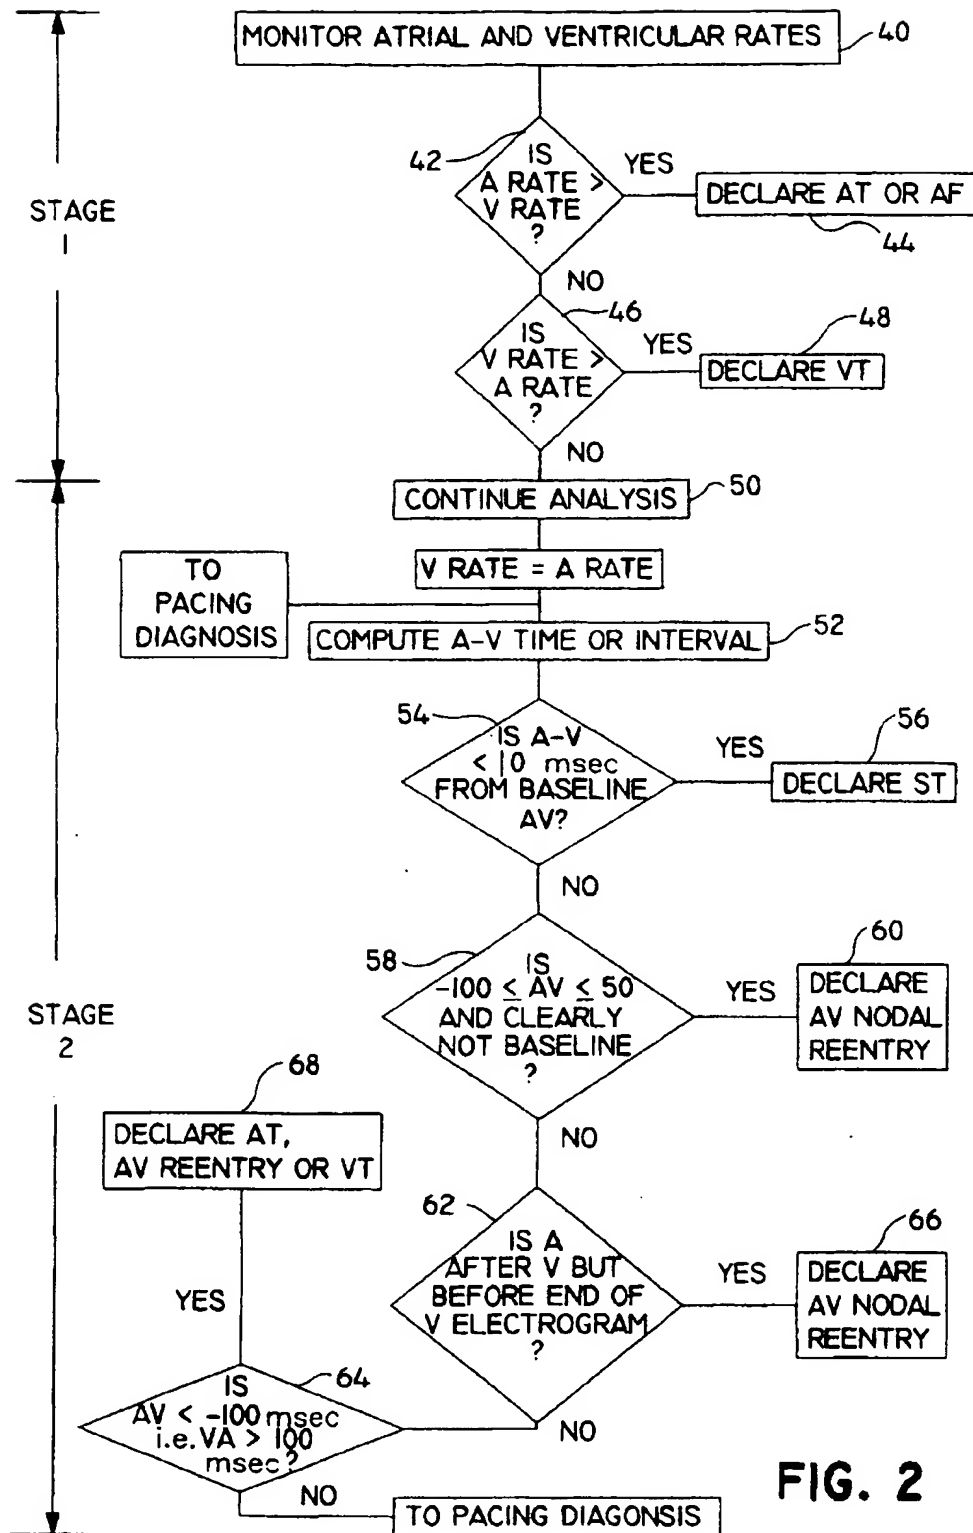 MONITOR ATRIAL AND VENTRICULAR RATES
40
42
IS
A RATE >
V RATE
?
YES
DECLARE AT OR AF
44
STAGE
1
NO
46
IS
V RATE >
A RATE
?
YES
48
DECLARE VT
NO
CONTINUE ANALYSIS
50
V RATE = A RATE
TO
PACING
DIAGNOSIS
COMPUTE A-V TIME OR INTERVAL
52
54
IS A-V
< 10 msec
FROM BASELINE
AV?
YES
56
DECLARE ST
NO
58
IS
-100 ≤ AV ≤ 50
AND CLEARLY
NOT BASELINE
?
YES
60
DECLARE
AV NODAL
REENTRY
STAGE
2
NO
68
DECLARE AT,
AV REENTRY OR VT
62
IS A
AFTER V BUT
BEFORE END OF
V ELECTROGRAM
?
YES
66
DECLARE
AV NODAL
REENTRY
YES
64
IS
AV < -100 msec
i.e. VA > 100
msec?
NO
NO
TO PACING DIAGONSIS
FIG. 2